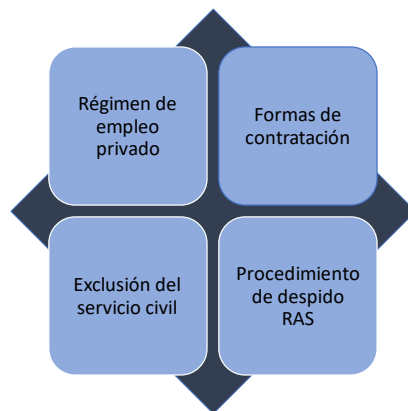 Régimen de
empleo
privado
Formas de
contratación
Exclusión del
servicio civil
Procedimiento
de despido
RAS